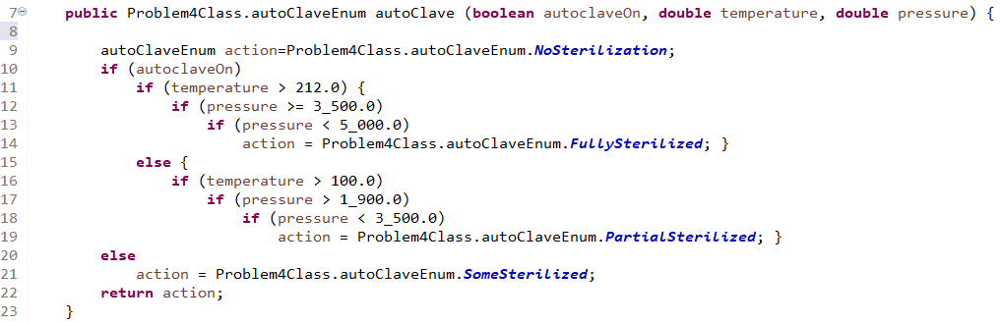 7 public Problem4Class.autoClaveEnum autoClave (boolean autoclaveOn, double temperature, double pressure) {
8
9 autoClaveEnum action=Problem4Class.autoClaveEnum.NoSterilization;
10 if (autoclaveOn)
11 if (temperature > 212.0) {
12 if (pressure >= 3_500.0)
13 if (pressure < 5_000.0)
14 action = Problem4Class.autoClaveEnum.FullySterilized; }
15 else {
16 if (temperature > 100.0)
17 if (pressure > 1_900.0)
18 if (pressure < 3_500.0)
19 action = Problem4Class.autoClaveEnum.PartialSterilized; }
20 else
21 action = Problem4Class.autoClaveEnum.SomeSterilized;
22 return action;
23 }